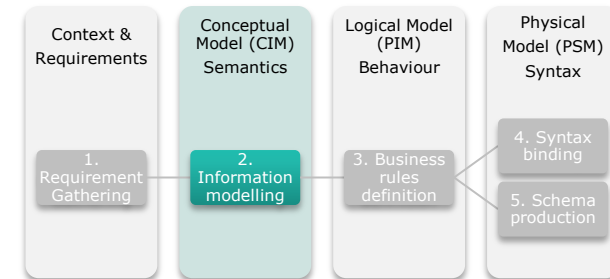 Context &
Requirements
1.
Requirement
Gathering
Conceptual
Model (CIM)
Semantics
2.
Information
modelling
Logical Model
(PIM)
Behaviour
3. Business
rules
definition
Physical
Model (PSM)
Syntax
4. Syntax
binding
5. Schema
production